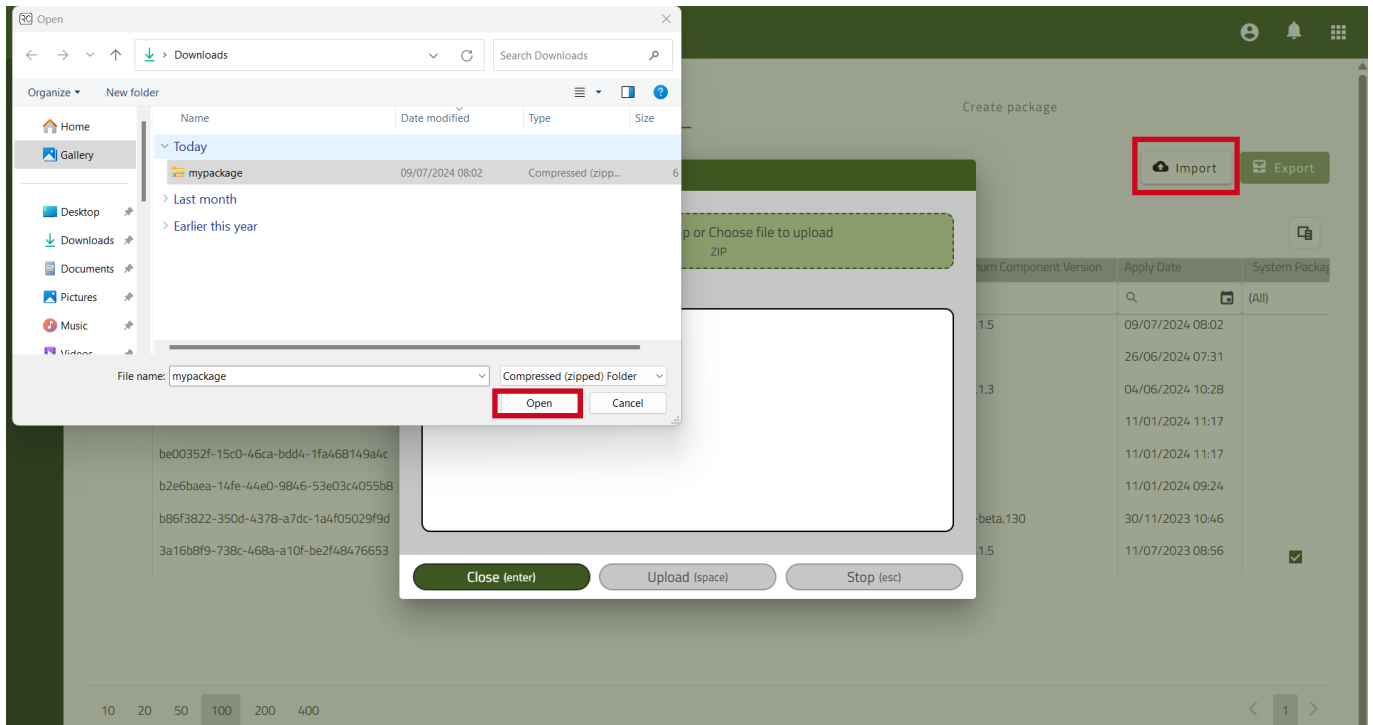 Open
Downloads
Search Downloads
Organize
New folder
Create package
Name
Date modified
Type
Size
Home
Gallery
Today
mypackage
09/07/2024 08:02
Compressed (zipp...
6
Last month
Earlier this year
Desktop
Downloads
Documents
Pictures
Music
Videos
File name:
mypackage
Compressed (zipped) Folder
Open
Cancel
Import
Export
p or Choose file to upload
ZIP
num Component Version
Apply Date
System Packag
(All)
.1.5
09/07/2024 08:02
26/06/2024 07:31
.1.3
04/06/2024 10:28
11/01/2024 11:17
be00352f-15c0-46ca-bdd4-1fa468149a4c
11/01/2024 11:17
b2e6baea-14fe-44e0-9846-53e03c4055b8
11/01/2024 09:24
b86f3822-350d-4378-a7dc-1a4f05029f9d
-beta.130
30/11/2023 10:46
3a16b8f9-738c-468a-a10f-be2f48476653
.1.5
11/07/2023 08:56
Close (enter)
Upload (space)
Stop (esc)
10
20
50
100
200
400
1